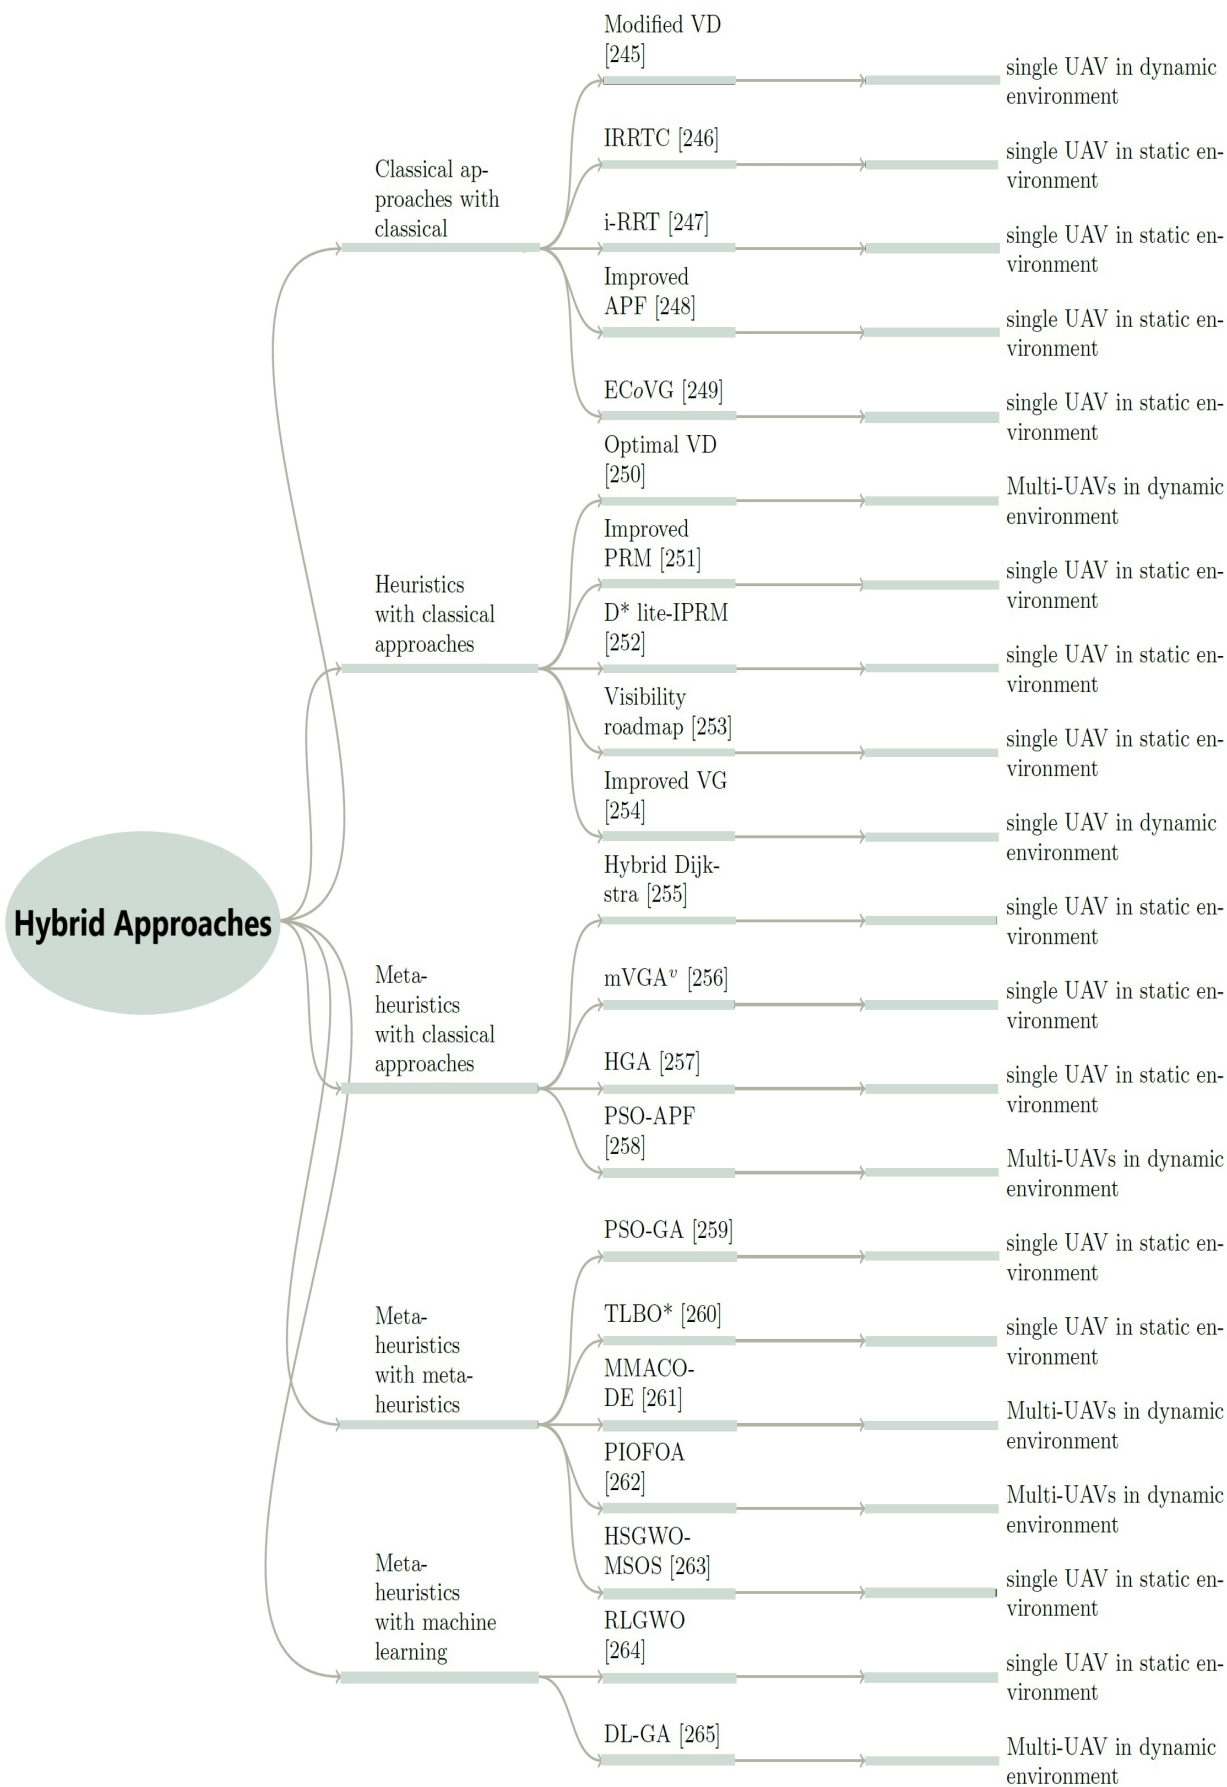 Hybrid Approaches
Classical ap-
proaches with
classical
Modified VD
[245]
single UAV in dynamic
environment
IRRTC [246]
single UAV in static en-
vironment
i-RRT [247]
single UAV in static en-
vironment
Improved
APF [248]
single UAV in static en-
vironment
ECoVG [249]
single UAV in static en-
vironment
Heuristics
with classical
approaches
Optimal VD
[250]
Multi-UAVs in dynamic
environment
Improved
PRM [251]
single UAV in static en-
vironment
D* lite-IPRM
[252]
single UAV in static en-
vironment
Visibility
roadmap [253]
single UAV in static en-
vironment
Improved VG
[254]
single UAV in dynamic
environment
Meta-
heuristics
with classical
approaches
Hybrid Dijk-
stra [255]
single UAV in static en-
vironment
mVGAᵛ [256]
single UAV in static en-
vironment
HGA [257]
single UAV in static en-
vironment
PSO-APF
[258]
Multi-UAVs in dynamic
environment
Meta-
heuristics
with meta-
heuristics
PSO-GA [259]
single UAV in static en-
vironment
TLBO* [260]
single UAV in static en-
vironment
MMACO-
DE [261]
Multi-UAVs in dynamic
environment
PIOFOA
[262]
Multi-UAVs in dynamic
environment
HSGWO-
MSOS [263]
single UAV in static en-
vironment
Meta-
heuristics
with machine
learning
RLGWO
[264]
single UAV in static en-
vironment
DL-GA [265]
Multi-UAV in dynamic
environment